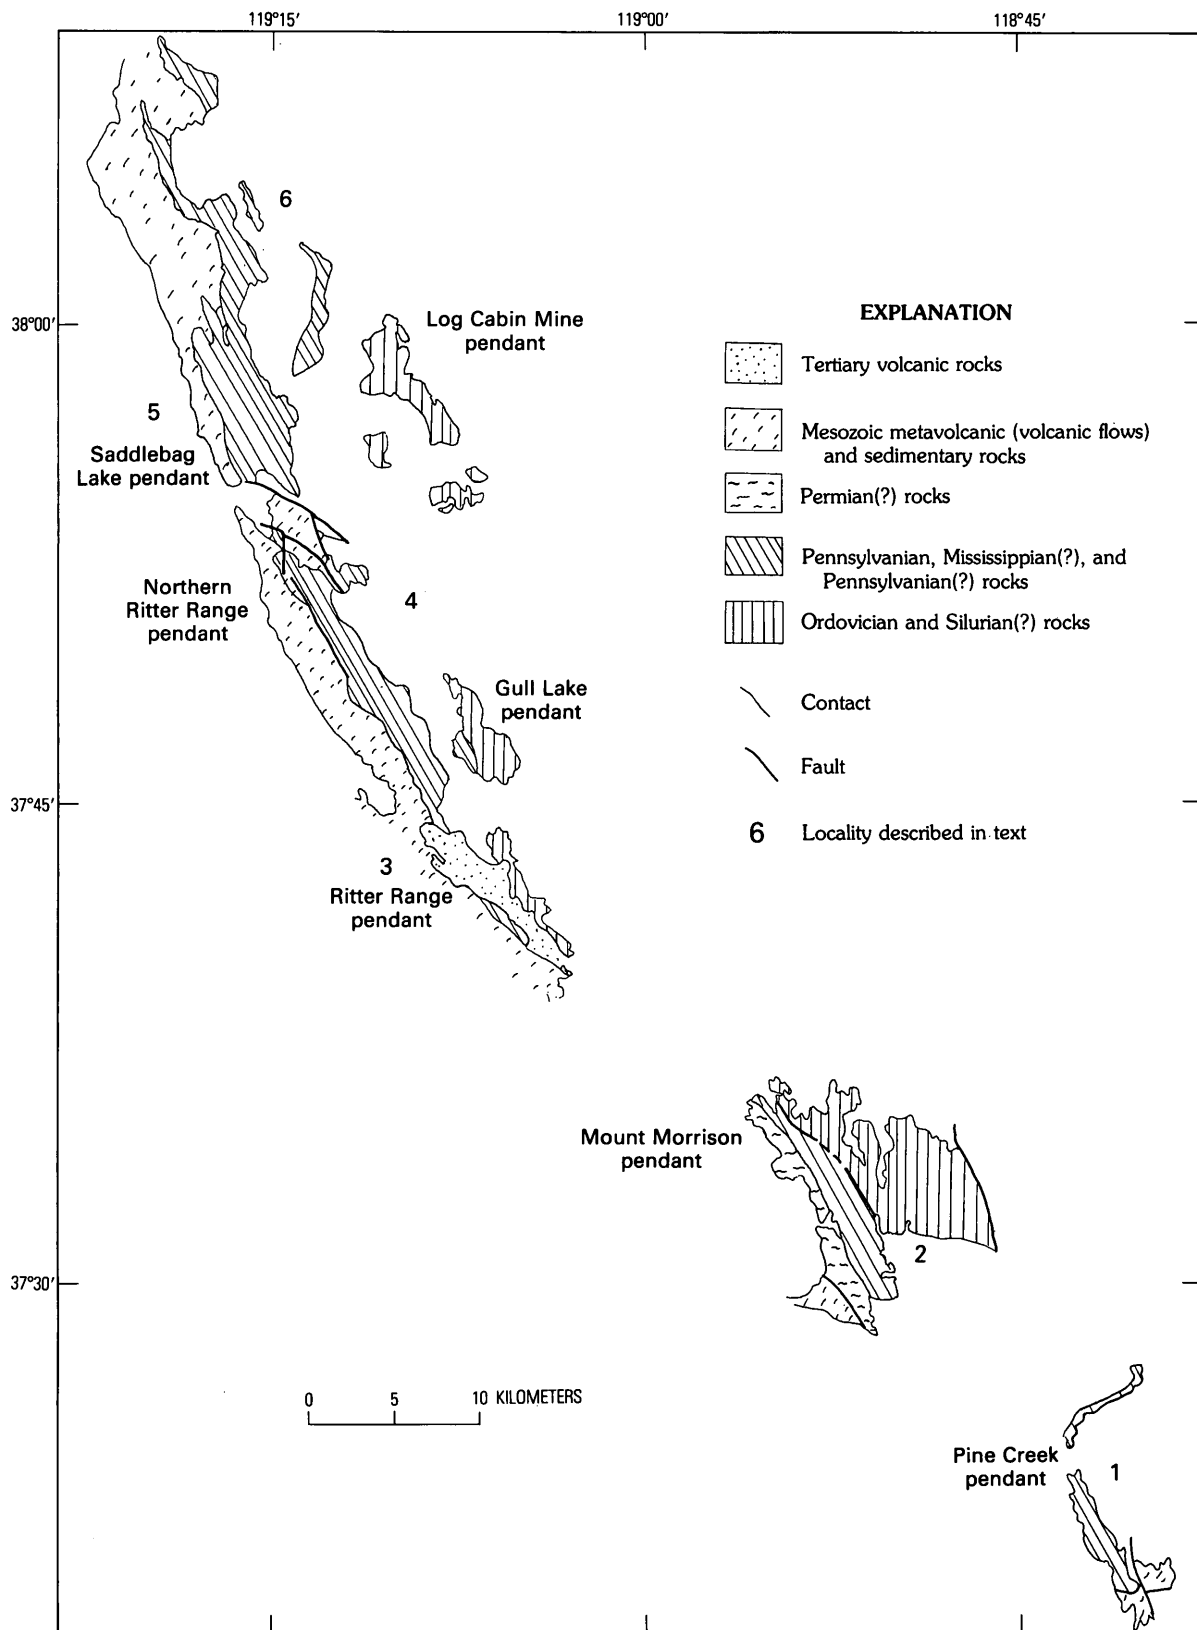 119°15' 119°00' 118°45'
6
38°00'
Log Cabin Mine
pendant
EXPLANATION
Tertiary volcanic rocks
Mesozoic metavolcanic (volcanic flows)
and sedimentary rocks
Permian(?) rocks
Pennsylvanian, Mississippian(?), and
Pennsylvanian(?) rocks
Ordovician and Silurian(?) rocks
Contact
Fault
6 Locality described in text
5
Saddlebag
Lake pendant
Northern
Ritter Range
pendant
4
Gull Lake
pendant
37°45'
3
Ritter Range
pendant
Mount Morrison
pendant
2
37°30'
0 5 10 KILOMETERS
Pine Creek
pendant
1